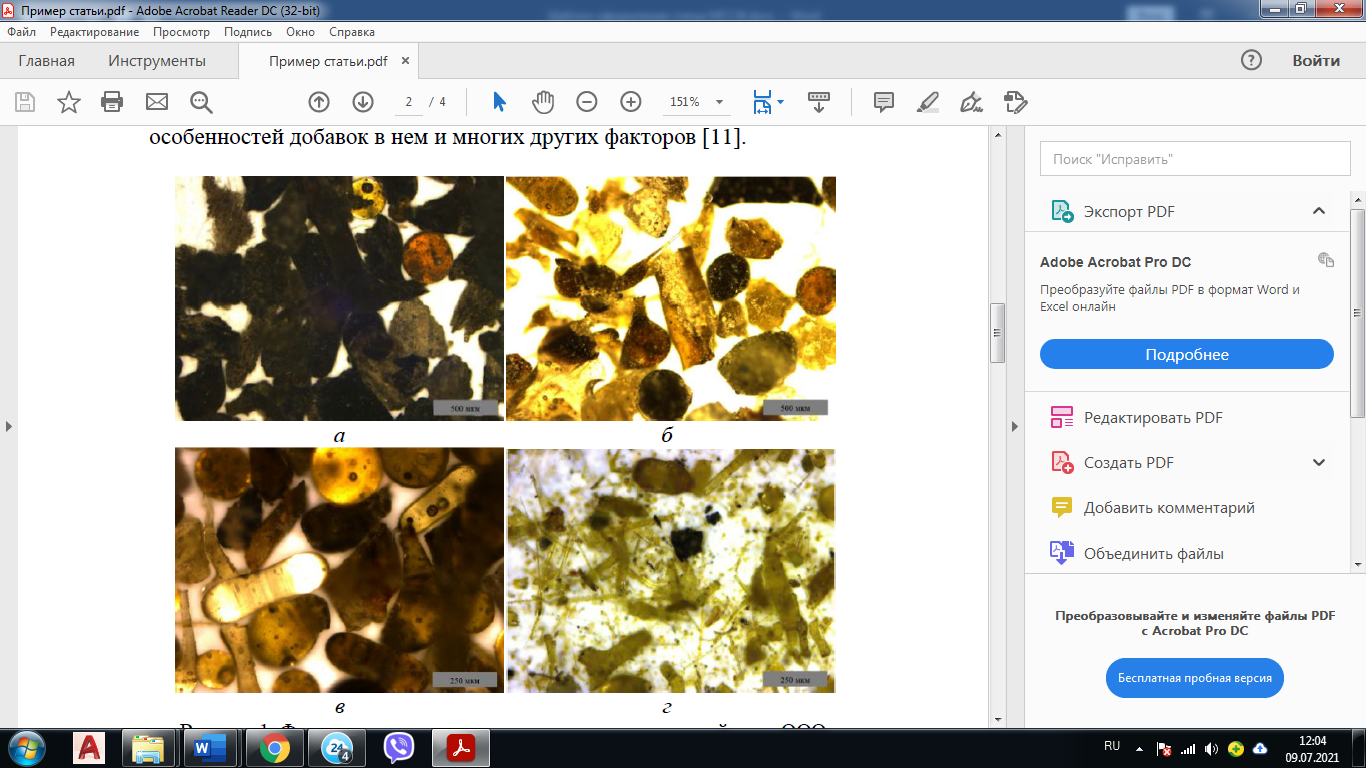 Пример статьи.pdf - Adobe Acrobat Reader DC (32-bit)
Файл Редактирование Просмотр Подпись Окно Справка
Главная Инструменты Пример статьи.pdf × ? Войти
2 / 4 151%
особенностей добавок в нем и многих других факторов [11].
500 мкм 500 мкм
а б
250 мкм 250 мкм
в г
Поиск "Исправить"
Экспорт PDF
Adobe Acrobat Pro DC
Преобразуйте файлы PDF в формат Word и
Excel онлайн
Подробнее
Редактировать PDF
Создать PDF
Добавить комментарий
Объединить файлы
Преобразовывайте и изменяйте файлы PDF
с Acrobat Pro DC
Бесплатная пробная версия
RU 12:04
09.07.2021